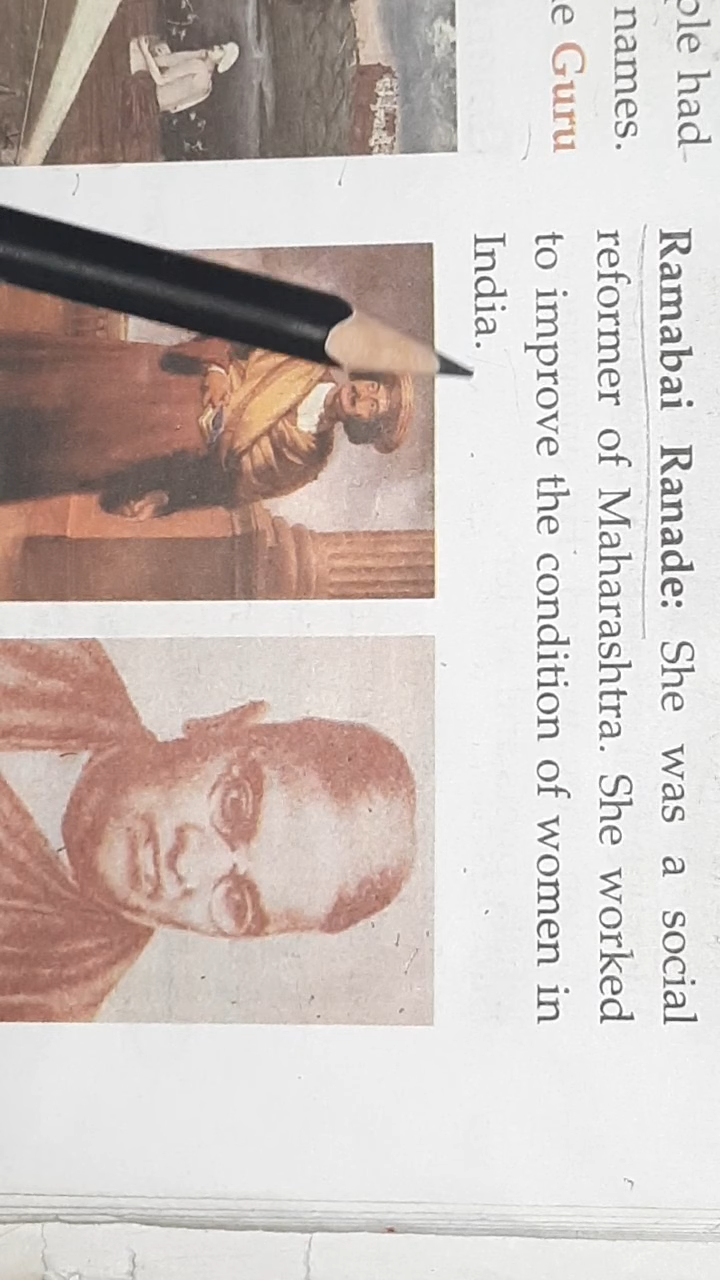 had
names.
Guru
Ramabai Ranade: She was a social
reformer of Maharashtra. She worked
to improve the condition of women in
India.